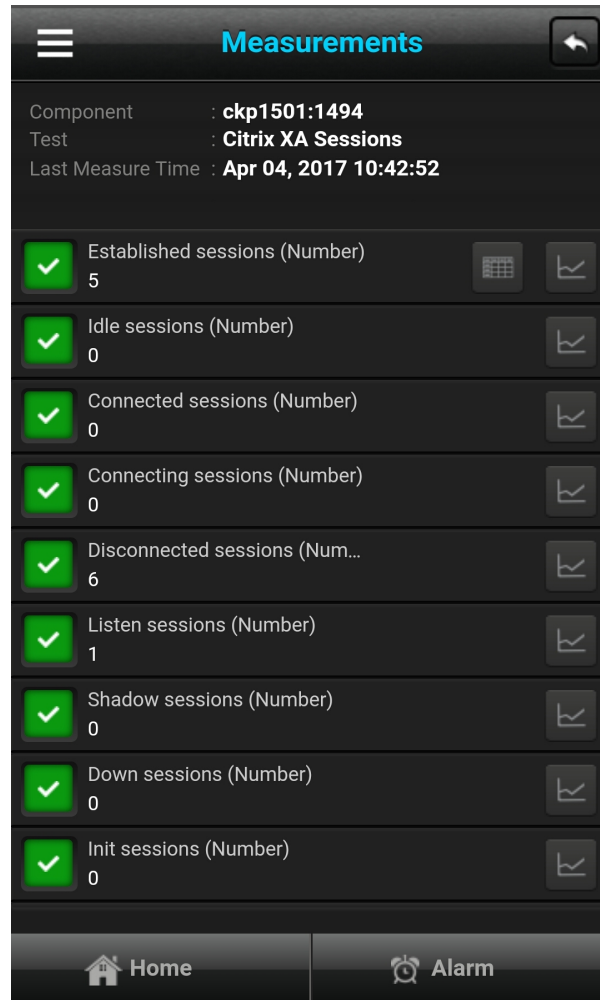 Measurements
Component : ckp1501:1494
Test : Citrix XA Sessions
Last Measure Time : Apr 04, 2017 10:42:52
Established sessions (Number)
5
Idle sessions (Number)
0
Connected sessions (Number)
0
Connecting sessions (Number)
0
Disconnected sessions (Num...
6
Listen sessions (Number)
1
Shadow sessions (Number)
0
Down sessions (Number)
0
Init sessions (Number)
0
Home Alarm